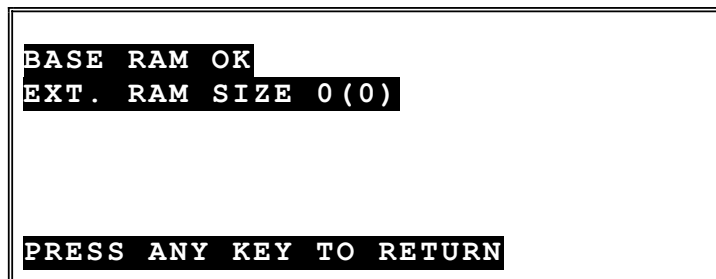 BASE RAM OK
EXT. RAM SIZE 0(0)
PRESS ANY KEY TO RETURN